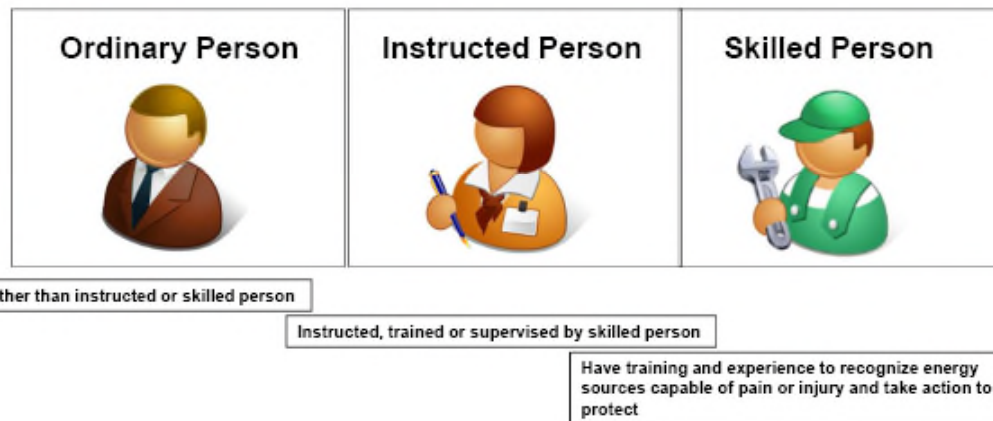 Ordinary Person
Instructed Person
Skilled Person
ther than instructed or skilled person
Instructed, trained or supervised by skilled person
Have training and experience to recognize energy
sources capable of pain or injury and take action to
protect